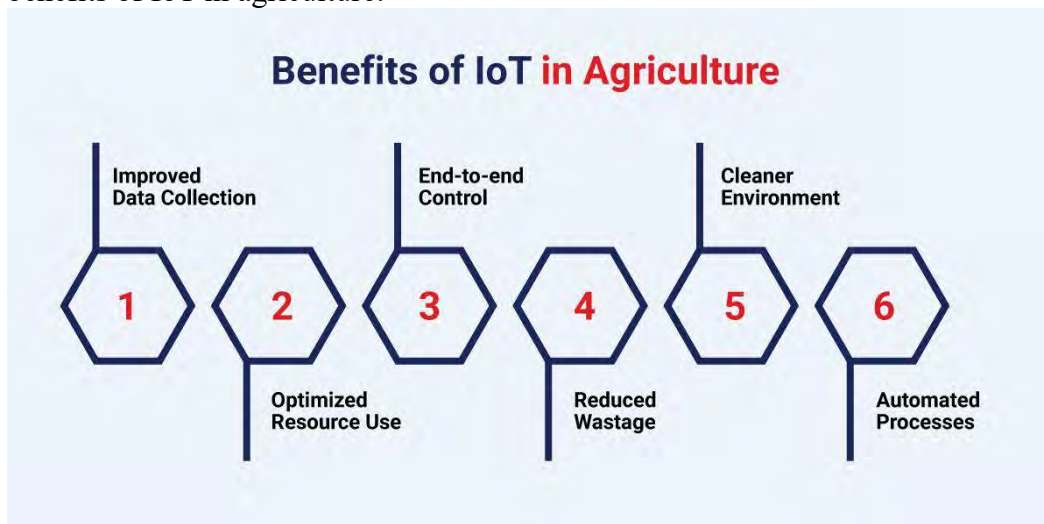 Benefits of IoT in Agriculture
Improved
Data Collection
End-to-end
Control
Cleaner
Environment
1
2
3
4
5
6
Optimized
Resource Use
Reduced
Wastage
Automated
Processes